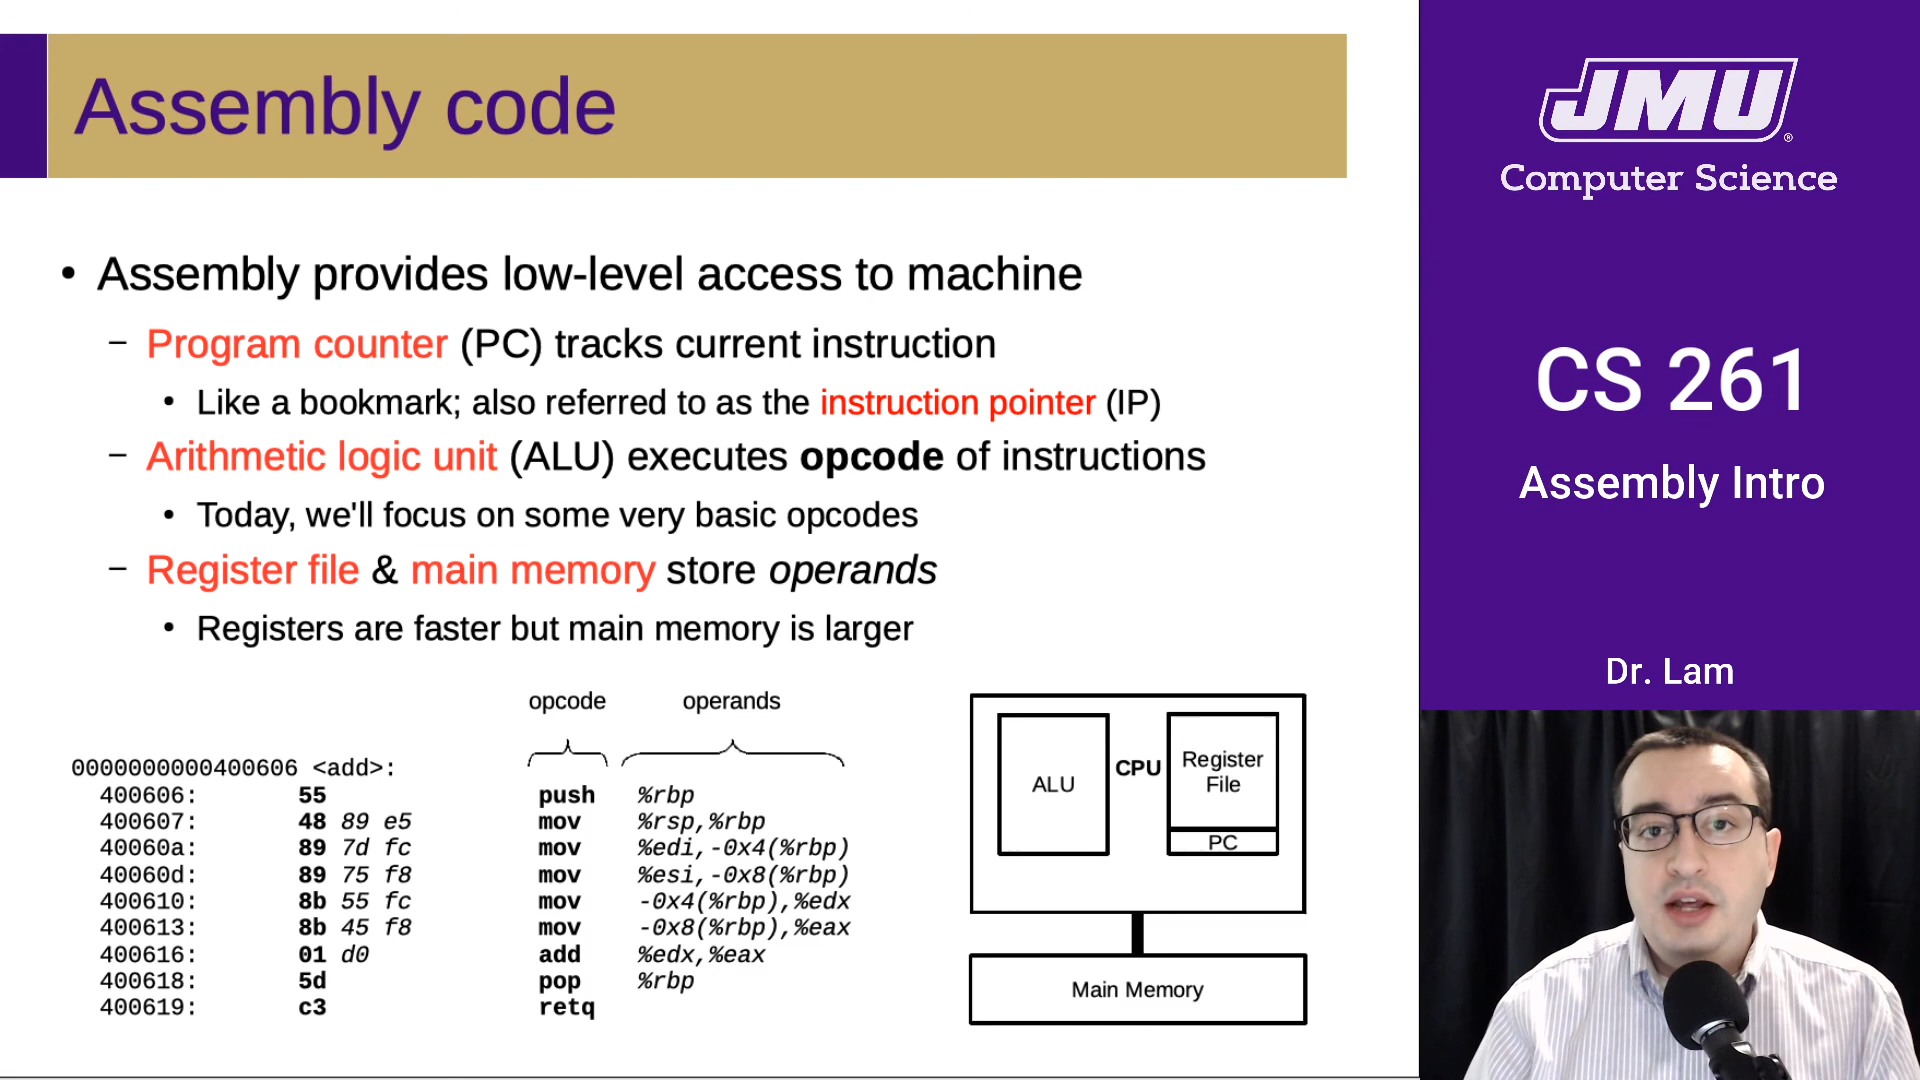 Assembly code
• Assembly provides low-level access to machine
– Program counter (PC) tracks current instruction
• Like a bookmark; also referred to as the instruction pointer (IP)
– Arithmetic logic unit (ALU) executes opcode of instructions
• Today, we'll focus on some very basic opcodes
– Register file & main memory store operands
• Registers are faster but main memory is larger
opcode operands
0000000000400606 <add>:
400606: 55 push %rbp
400607: 48 89 e5 mov %rsp,%rbp
40060a: 89 7d fc mov %edi,-0x4(%rbp)
40060d: 89 75 f8 mov %esi,-0x8(%rbp)
400610: 8b 55 fc mov -0x4(%rbp),%edx
400613: 8b 45 f8 mov -0x8(%rbp),%eax
400616: 01 d0 add %edx,%eax
400618: 5d pop %rbp
400619: c3 retq
ALU
CPU
Register
File
PC
Main Memory
JMU®
Computer Science
CS 261
Assembly Intro
Dr. Lam